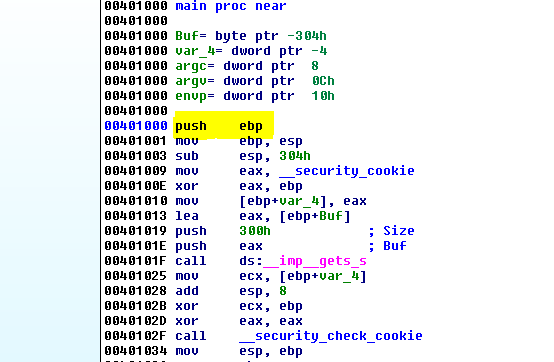 00401000 main proc near
00401000
00401000 Buf= byte ptr -304h
00401000 var_4= dword ptr -4
00401000 argc= dword ptr  8
00401000 argv= dword ptr  0Ch
00401000 envp= dword ptr  10h
00401000
00401000 push    ebp
00401001 mov     ebp, esp
00401003 sub     esp, 304h
00401009 mov     eax, __security_cookie
0040100E xor     eax, ebp
00401010 mov     [ebp+var_4], eax
00401013 lea     eax, [ebp+Buf]
00401019 push    300h            ; Size
0040101E push    eax             ; Buf
0040101F call    ds:__imp__gets_s
00401025 mov     ecx, [ebp+var_4]
00401028 add     esp, 8
0040102B xor     ecx, ebp
0040102D xor     eax, eax
0040102F call    __security_check_cookie
00401034 mov     esp, ebp